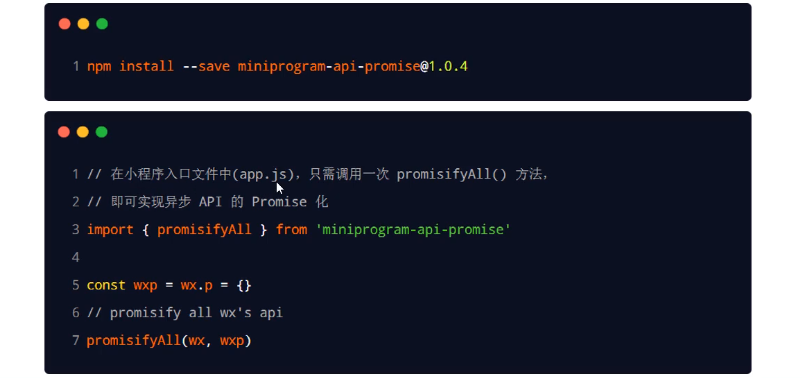 1 npm install --save miniprogram-api-promise@1.0.4
1 // 在小程序入口文件中(app.js)，只需调用一次 promisifyAll() 方法，
2 // 即可实现异步 API 的 Promise 化
3 import { promisifyAll } from 'miniprogram-api-promise'
4
5 const wxp = wx.p = {}
6 // promisify all wx's api
7 promisifyAll(wx, wxp)